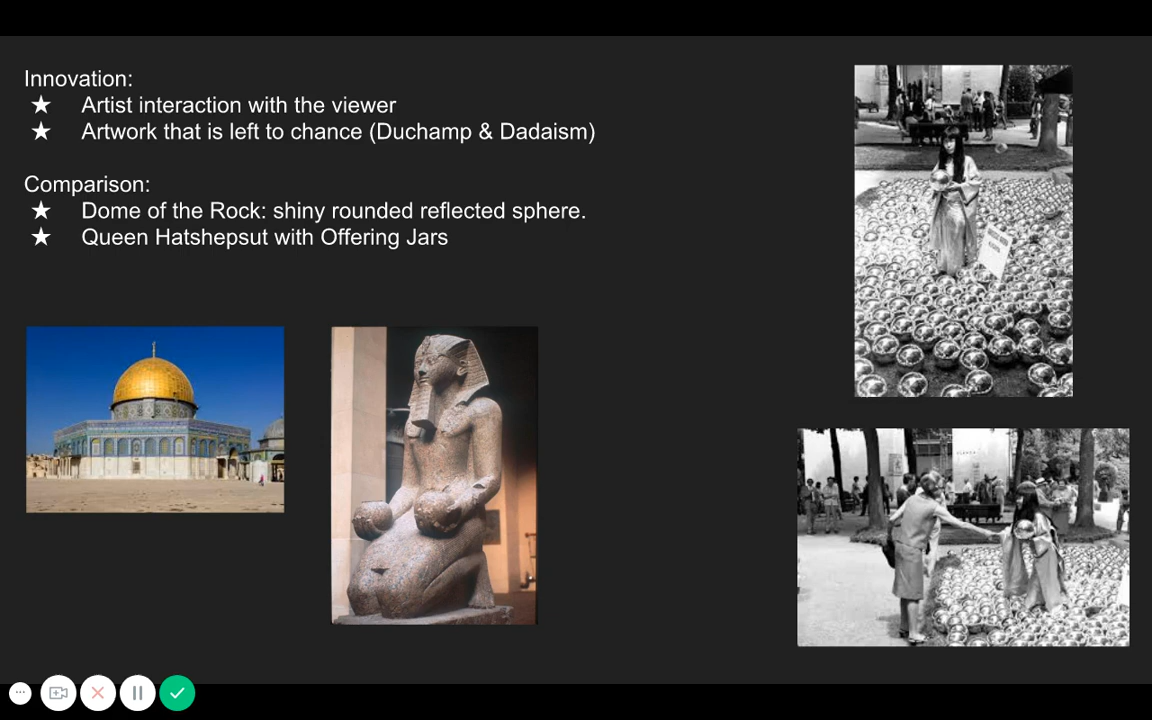 Innovation:
★ Artist interaction with the viewer
★ Artwork that is left to chance (Duchamp & Dadaism)
Comparison:
★ Dome of the Rock: shiny rounded reflected sphere.
★ Queen Hatshepsut with Offering Jars